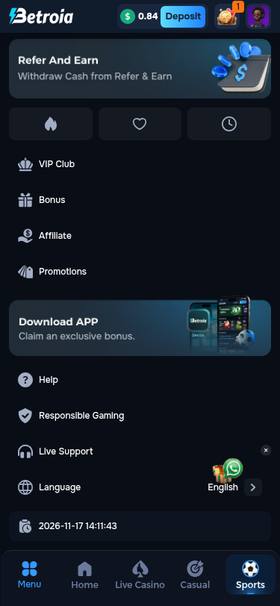 Betroia
$ 0.84 Deposit
1
Refer And Earn
Withdraw Cash from Refer & Earn
VIP Club
Bonus
Affiliate
Promotions
Download APP
Claim an exclusive bonus.
Help
Responsible Gaming
Live Support
Language
English
2026-11-17 14:11:43
Menu
Home
Live Casino
Casual
Sports